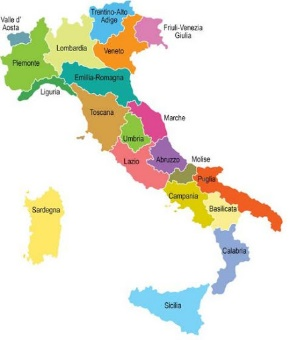 Trentino-Alto
Adige
Valle d'
Aosta
Friuli-Venezia
Giulia
Lombardia
Veneto
Piemonte
Emilia-Romagna
Liguria
Toscana
Marche
Umbria
Lazio
Abruzzo
Molise
Puglia
Campania
Basilicata
Sardegna
Calabria
Sicilia